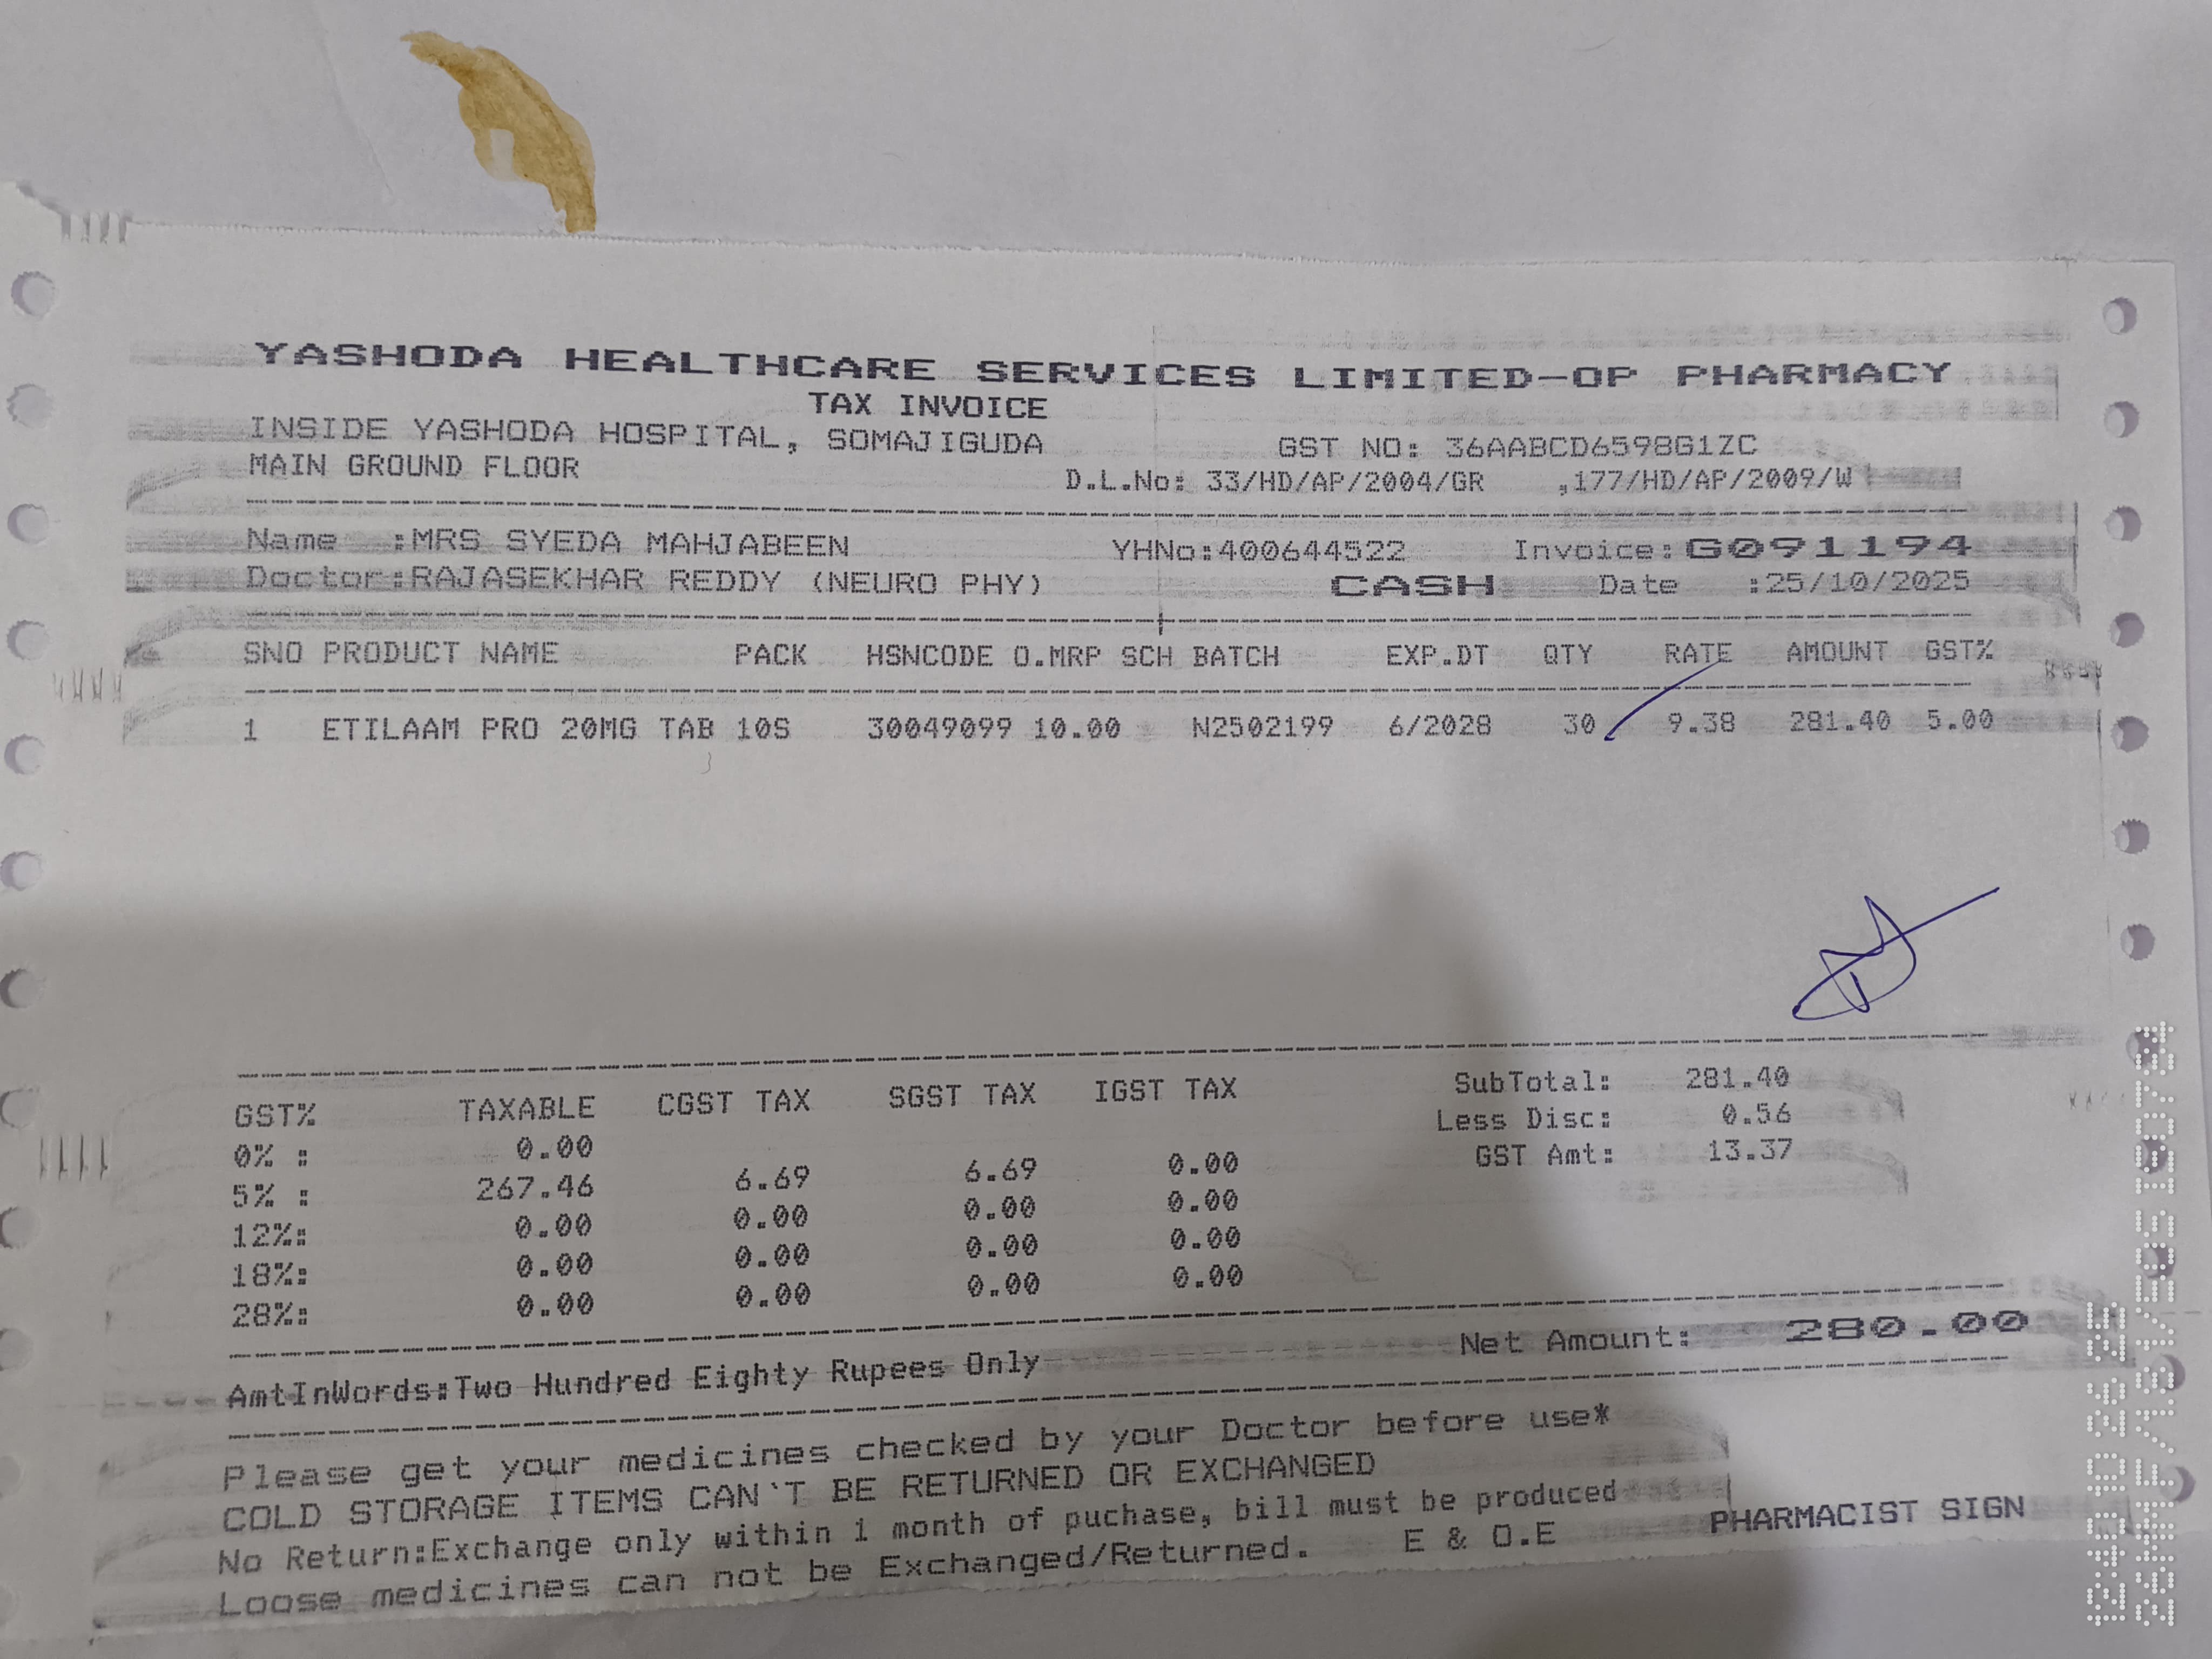 YASHODA HEALTHCARE SERVICES LIMITED-OP PHARMACY
TAX INVOICE
INSIDE YASHODA HOSPITAL, SOMAJIGUDA GST NO: 36AABCD6598G1ZC
MAIN GROUND FLOOR D.L.No: 33/HD/AP/2004/GR ,177/HD/AP/2009/W
Name :MRS SYEDA MAHJABEEN YHNo:400644522 Invoice:G091194
Doctor:RAJASEKHAR REDDY (NEURO PHY) CASH Date :25/10/2025
SNO PRODUCT NAME PACK HSNCODE O.MRP SCH BATCH EXP.DT QTY RATE AMOUNT GST%
1 ETILAAM PRO 20MG TAB 10S 30049099 10.00 N2502199 6/2028 30 9.38 281.40 5.00
GST% TAXABLE CGST TAX SGST TAX IGST TAX SubTotal: 281.40
0% : 0.00 Less Disc: 0.56
5% : 267.46 6.69 6.69 0.00 GST Amt: 13.37
12%: 0.00 0.00 0.00 0.00
18%: 0.00 0.00 0.00 0.00
28%: 0.00 0.00 0.00 0.00
Net Amount: 280.00
AmtInWords:Two Hundred Eighty Rupees Only
Please get your medicines checked by your Doctor before use*
COLD STORAGE ITEMS CAN'T BE RETURNED OR EXCHANGED
No Return:Exchange only within 1 month of puchase, bill must be produced
Loose medicines can not be Exchanged/Returned. E & O.E PHARMACIST SIGN